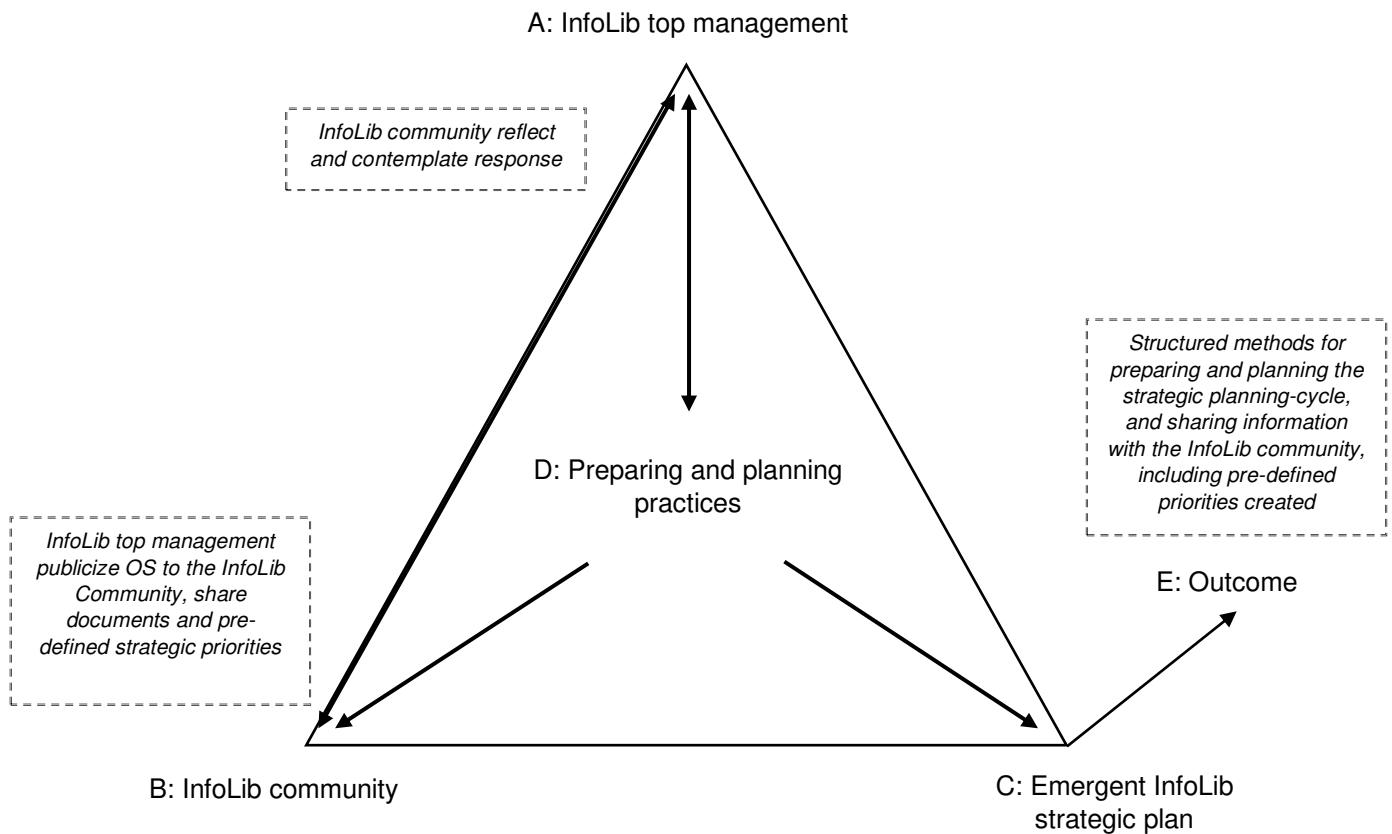 A: InfoLib top management
InfoLib community reflect
and contemplate response
Structured methods for
preparing and planning the
strategic planning-cycle,
and sharing information
with the InfoLib community,
including pre-defined
priorities created
D: Preparing and planning
practices
InfoLib top management
publicize OS to the InfoLib
Community, share
documents and pre-
defined strategic priorities
E: Outcome
B: InfoLib community
C: Emergent InfoLib
strategic plan